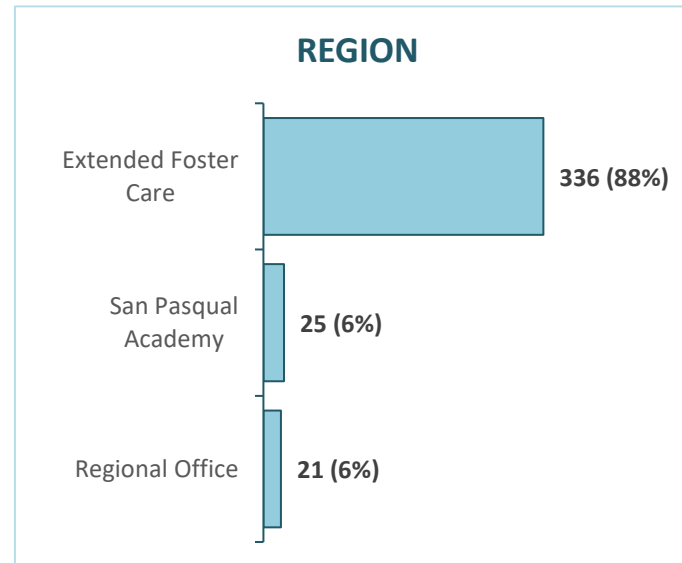 REGION
Extended Foster
Care
336 (88%)
San Pasqual
Academy
25 (6%)
Regional Office
21 (6%)